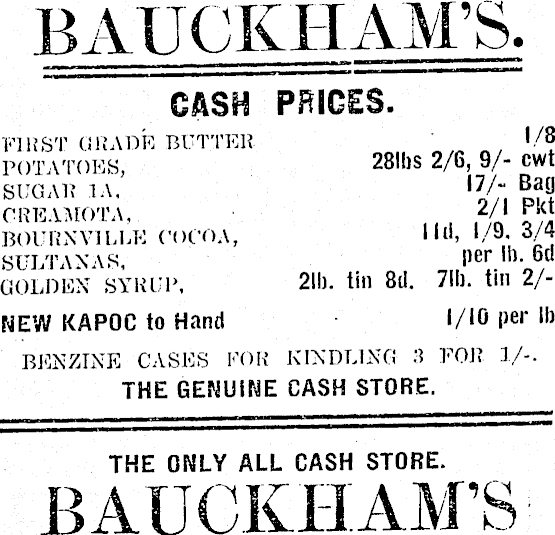 BAUCKHAM'S.
CASH PRICES.
FIRST GRADE BUTTER 1/8
POTATOES, 28lbs 2/6, 9/- cwt
SUGAR 1A, 17/- Bag
CREAMOTA, 2/1 Pkt
BOURNVILLE COCOA, 11d, 1/9. 3/4
SULTANAS, per lb. 6d
GOLDEN SYRUP, 2lb. tin 8d. 7lb. tin 2/-
NEW KAPOC to Hand 1/10 per lb
BENZINE CASES FOR KINDLING 3 FOR 1/-.
THE GENUINE CASH STORE.
THE ONLY ALL CASH STORE.
BAUCKHAM'S